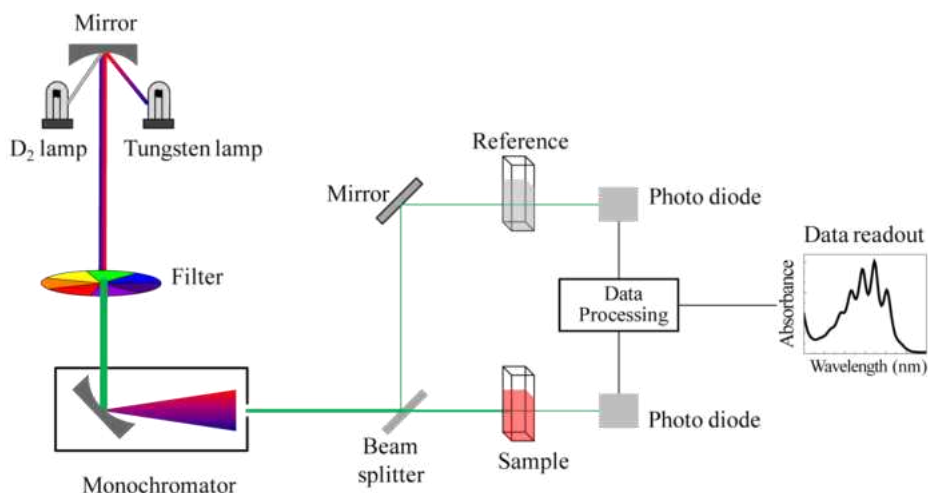 Mirror
D₂ lamp
Tungsten lamp
Filter
Monochromator
Mirror
Beam
splitter
Reference
Sample
Photo diode
Data
Processing
Photo diode
Data readout
Absorbance
Wavelength (nm)